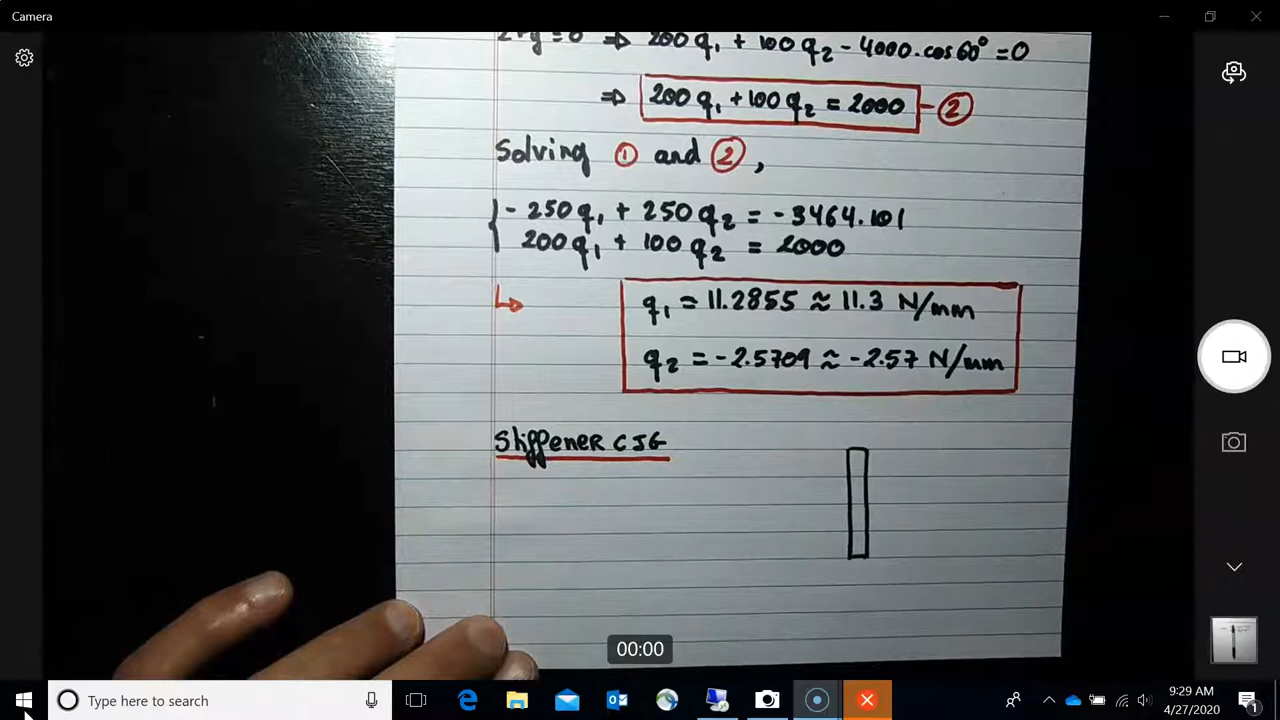 Camera
200 q₁ + 100 q₂ - 4000.cos60° = 0
⇒ 200 q₁ + 100 q₂ = 2000 - ②
Solving ① and ②,
- 250 q₁ + 250 q₂ = - 3464.101
200 q₁ + 100 q₂ = 2000
q₁ = 11.2855 ≈ 11.3 N/mm
q₂ = - 2.5709 ≈ - 2.57 N/mm
Stiffener CJG
00:00
Type here to search
9:29 AM
4/27/2020